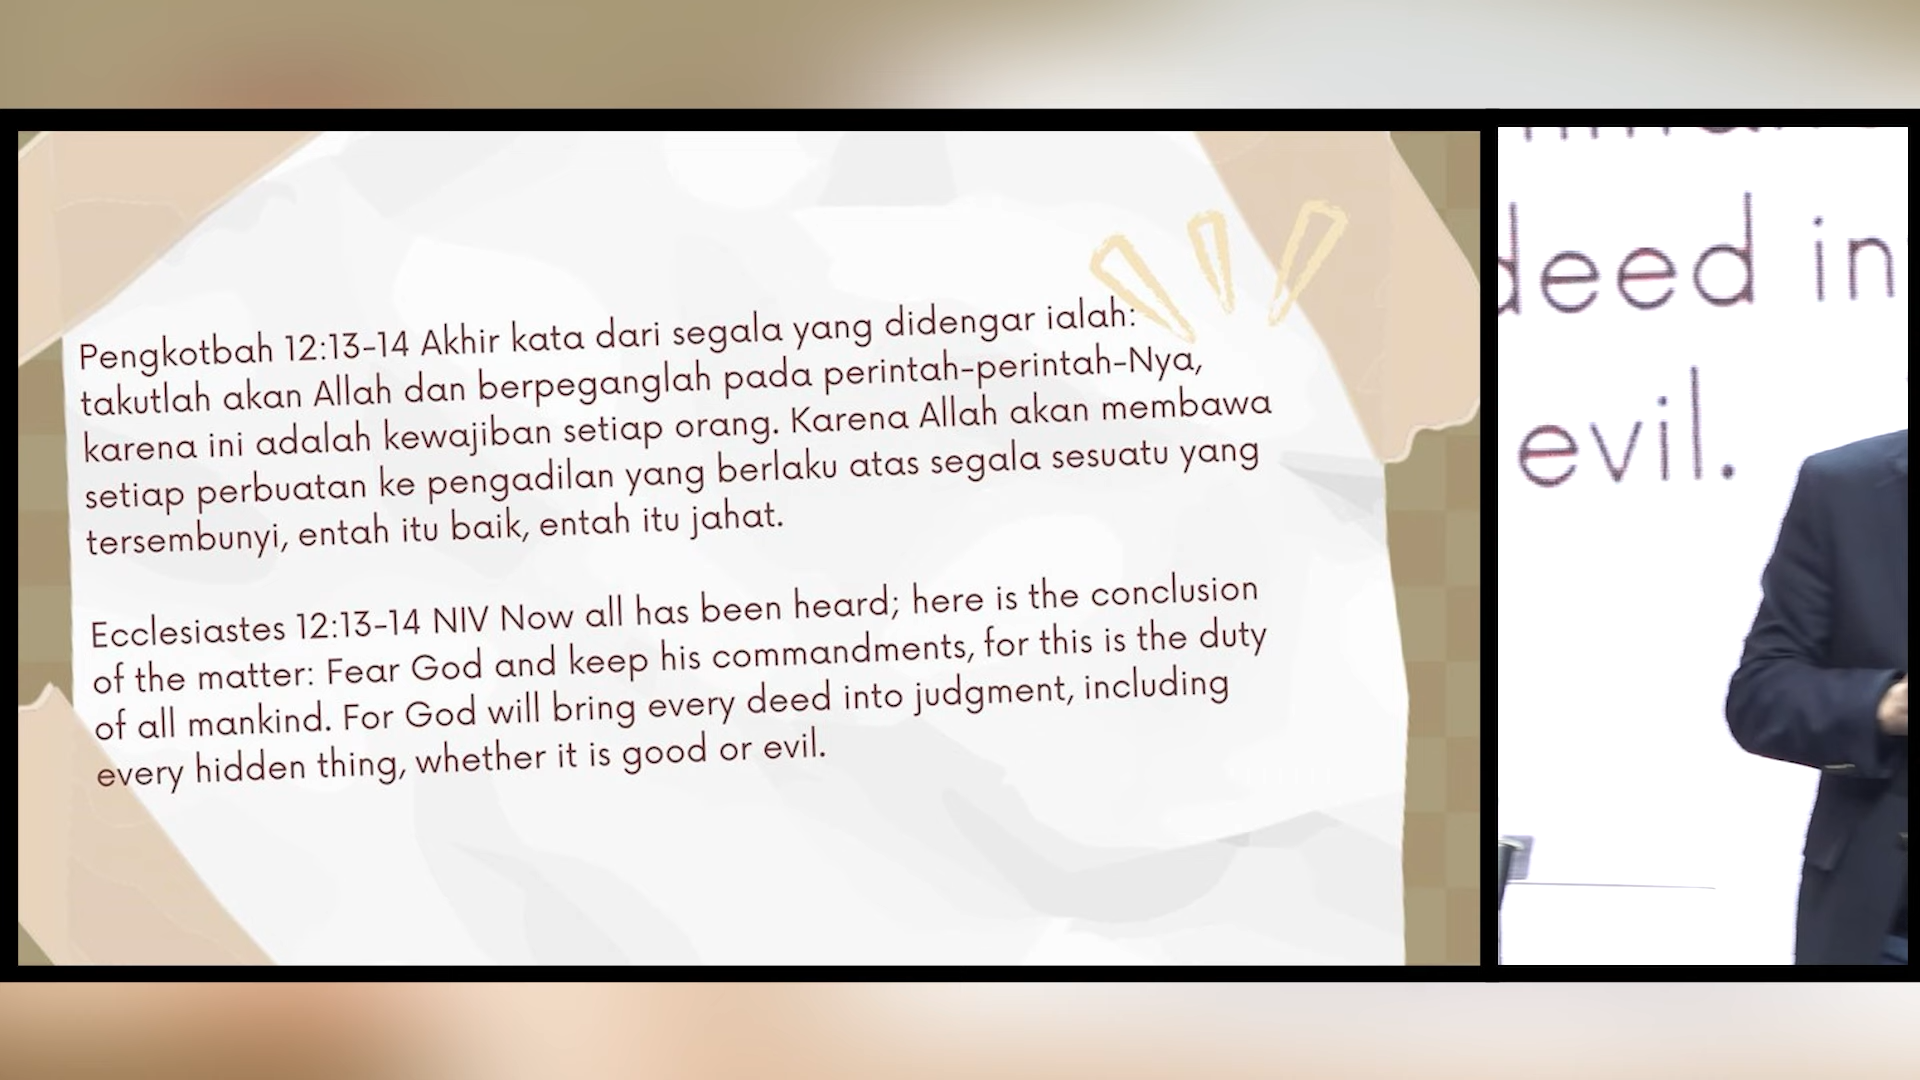 Pengkotbah 12:13-14 Akhir kata dari segala yang didengar ialah:
takutlah akan Allah dan berpeganglah pada perintah-perintah-Nya,
karena ini adalah kewajiban setiap orang. Karena Allah akan membawa
setiap perbuatan ke pengadilan yang berlaku atas segala sesuatu yang
tersembunyi, entah itu baik, entah itu jahat.
Ecclesiastes 12:13-14 NIV Now all has been heard; here is the conclusion
of the matter: Fear God and keep his commandments, for this is the duty
of all mankind. For God will bring every deed into judgment, including
every hidden thing, whether it is good or evil.
deed in
evil.